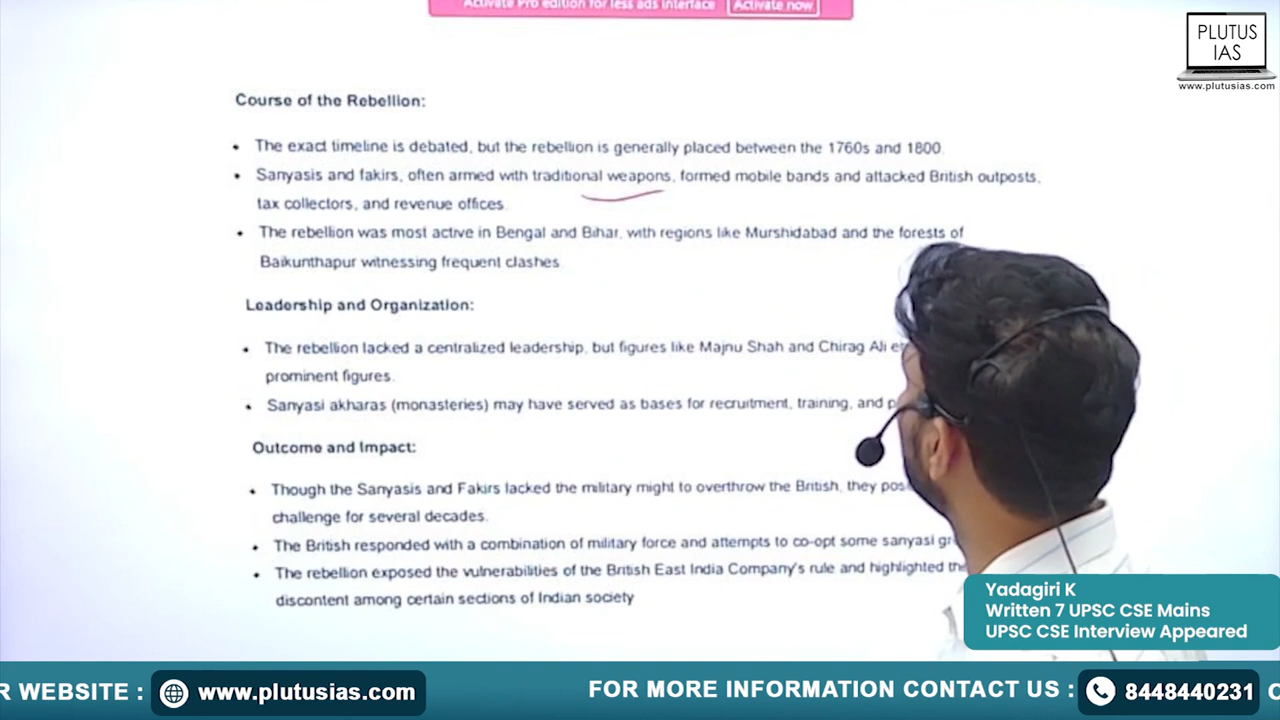 Activate Pro edition for less ads interface Activate now
PLUTUS
IAS
www.plutusias.com
Course of the Rebellion:
• The exact timeline is debated, but the rebellion is generally placed between the 1760s and 1800.
• Sanyasis and fakirs, often armed with traditional weapons, formed mobile bands and attacked British outposts,
tax collectors, and revenue offices.
• The rebellion was most active in Bengal and Bihar, with regions like Murshidabad and the forests of
Baikunthapur witnessing frequent clashes.
Leadership and Organization:
• The rebellion lacked a centralized leadership, but figures like Majnu Shah and Chirag Ali
prominent figures.
• Sanyasi akharas (monasteries) may have served as bases for recruitment, training, and
Outcome and Impact:
• Though the Sanyasis and Fakirs lacked the military might to overthrow the British, they
challenge for several decades.
• The British responded with a combination of military force and attempts to co-opt some sanyasi
• The rebellion exposed the vulnerabilities of the British East India Company's rule and highlighted
discontent among certain sections of Indian society
Yadagiri K
Written 7 UPSC CSE Mains
UPSC CSE Interview Appeared
R WEBSITE : www.plutusias.com FOR MORE INFORMATION CONTACT US : 8448440231